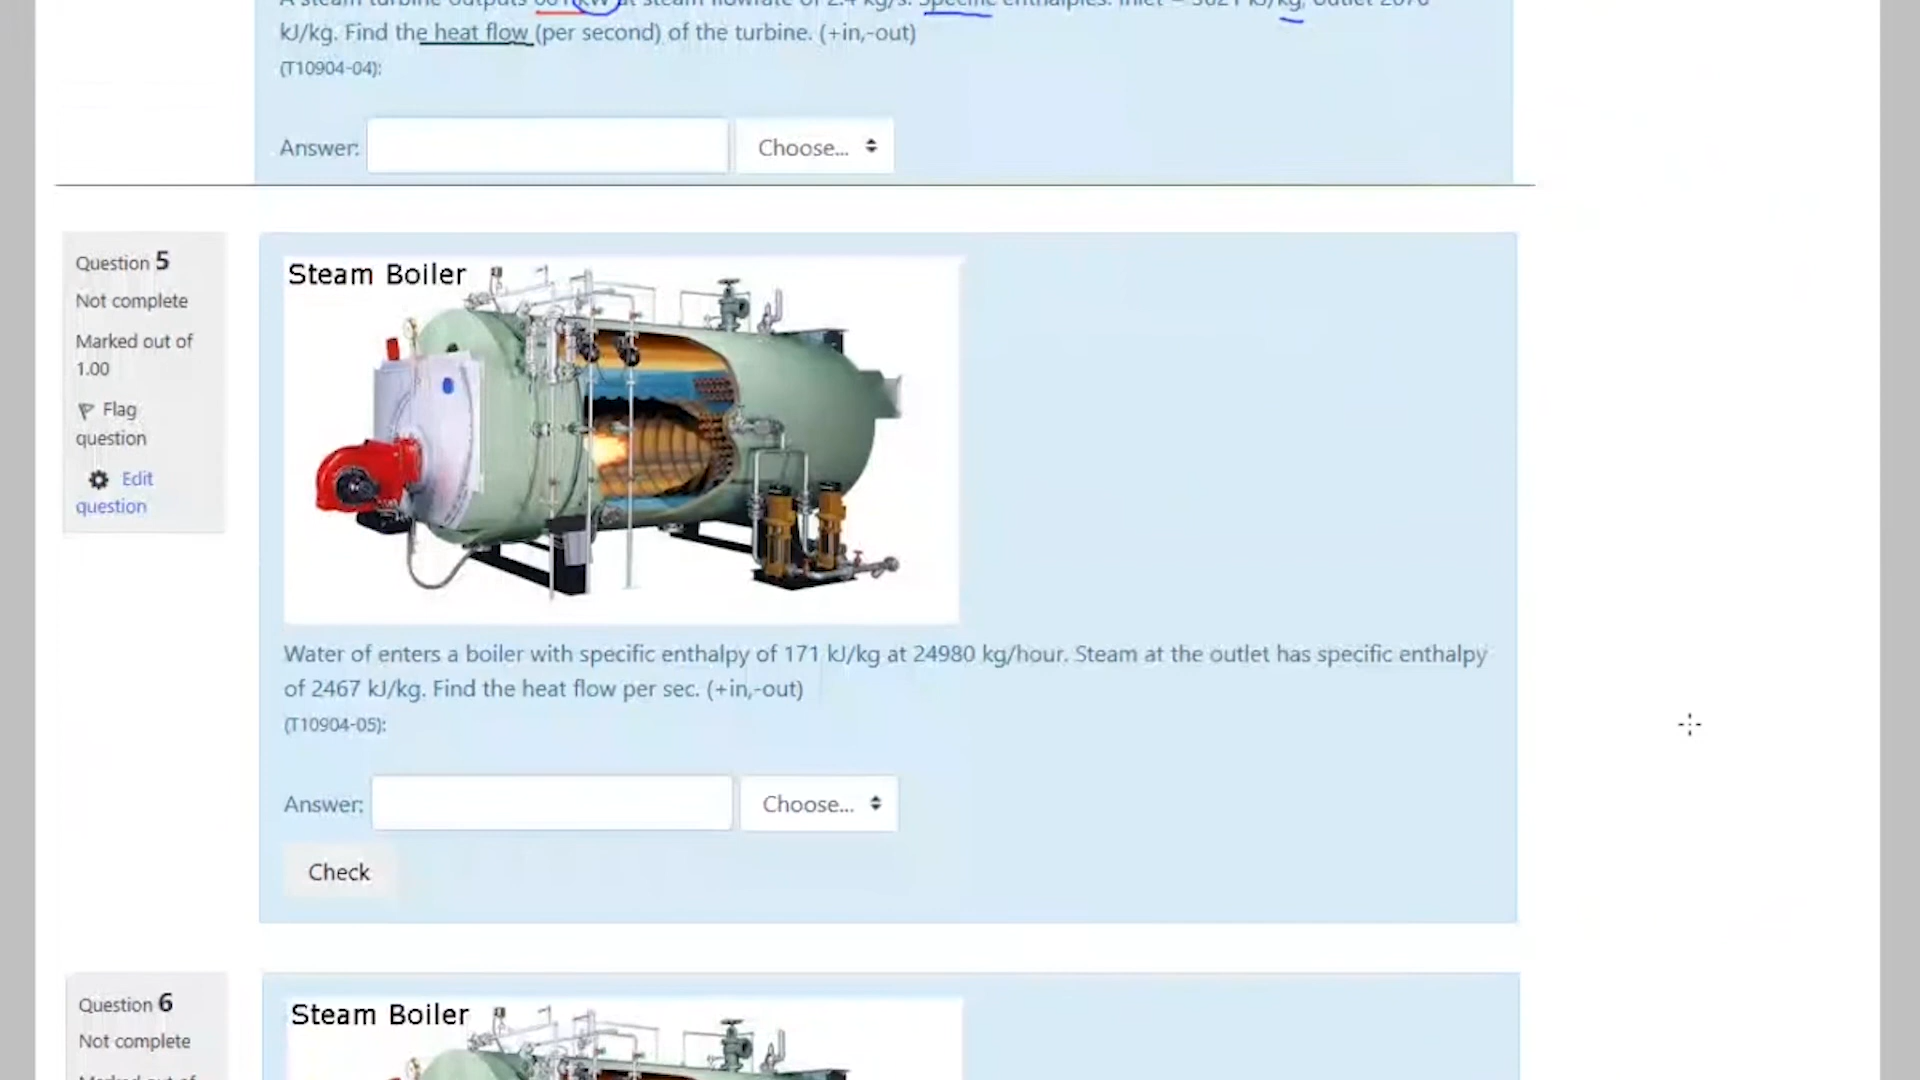 kJ/kg. Find the heat flow (per second) of the turbine. (+in,-out)
(T10904-04):
Answer:
Choose...
Question 5
Not complete
Marked out of
1.00
Flag
question
Edit
question
Steam Boiler
Water of enters a boiler with specific enthalpy of 171 kJ/kg at 24980 kg/hour. Steam at the outlet has specific enthalpy
of 2467 kJ/kg. Find the heat flow per sec. (+in,-out)
(T10904-05):
Answer:
Choose...
Check
Question 6
Not complete
Marked out of
Steam Boiler